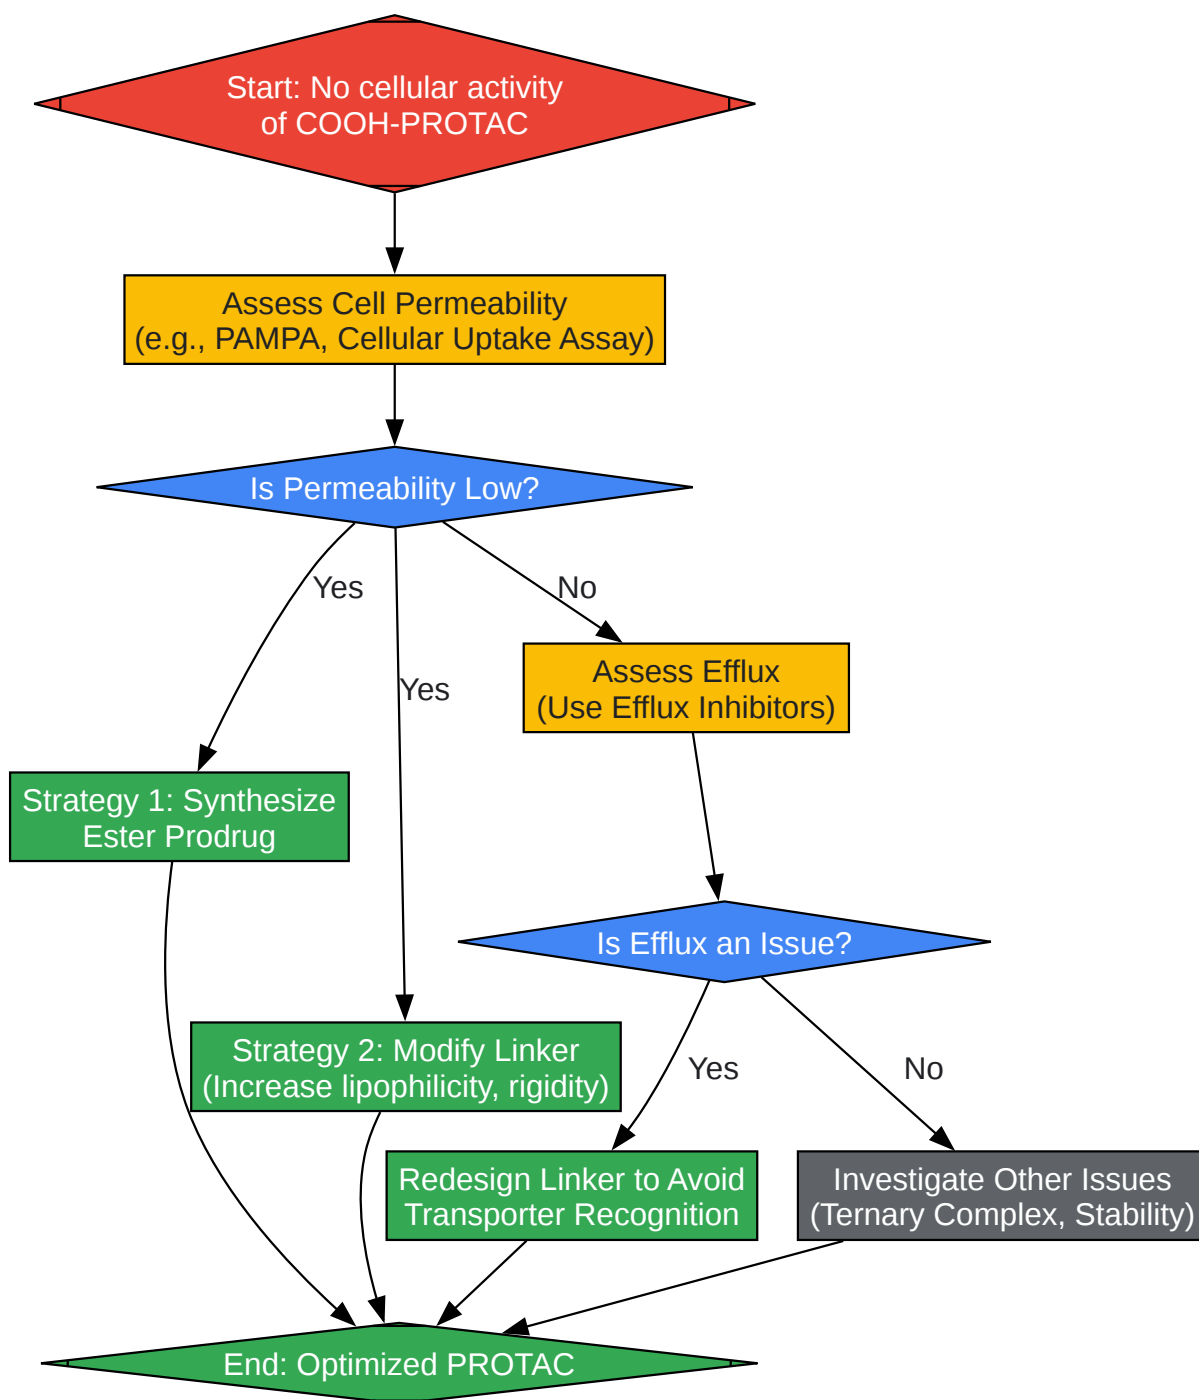 Start: No cellular activity
of COOH-PROTAC
Assess Cell Permeability
(e.g., PAMPA, Cellular Uptake Assay)
Is Permeability Low?
Yes
Yes
No
Assess Efflux
(Use Efflux Inhibitors)
Strategy 1: Synthesize
Ester Prodrug
Is Efflux an Issue?
Strategy 2: Modify Linker
(Increase lipophilicity, rigidity)
Yes
No
Redesign Linker to Avoid
Transporter Recognition
Investigate Other Issues
(Ternary Complex, Stability)
End: Optimized PROTAC